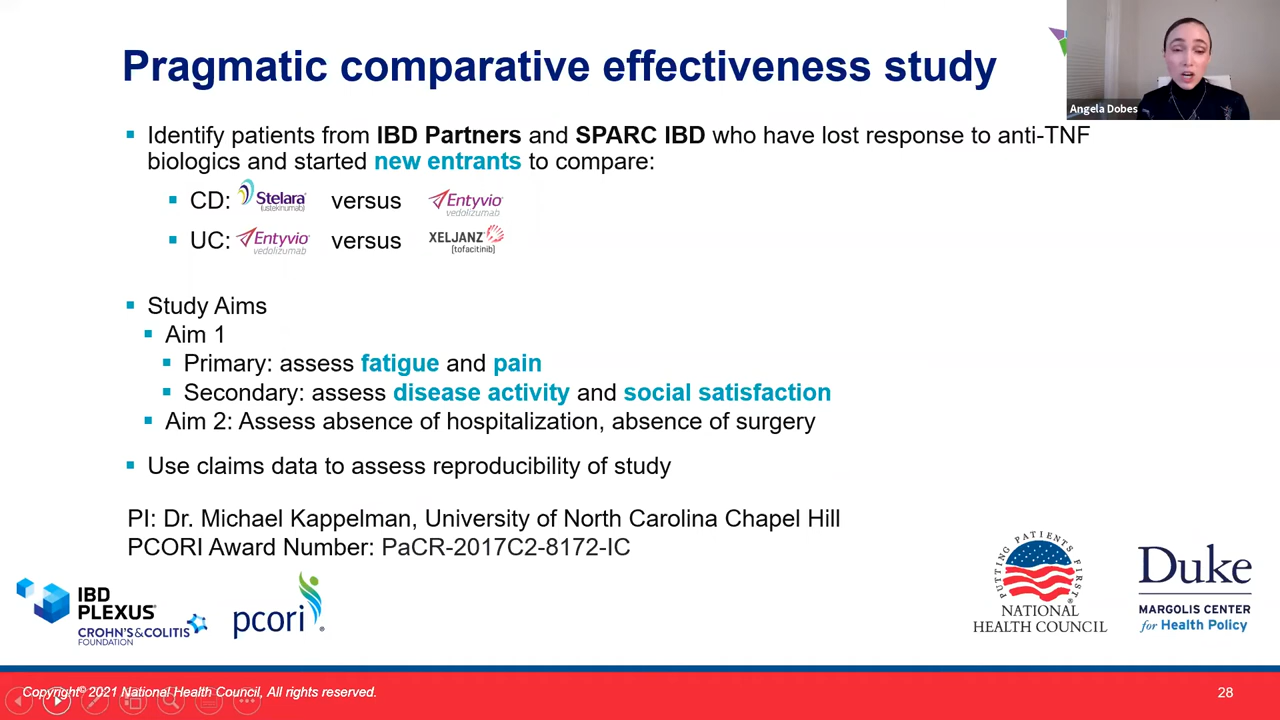 Pragmatic comparative effectiveness study
Angela Dobes
Identify patients from IBD Partners and SPARC IBD who have lost response to anti-TNF
biologics and started new entrants to compare:
CD: Stelara (ustekinumab) versus Entyvio vedolizumab
UC: Entyvio vedolizumab versus XELJANZ [tofacitinib]
Study Aims
Aim 1
Primary: assess fatigue and pain
Secondary: assess disease activity and social satisfaction
Aim 2: Assess absence of hospitalization, absence of surgery
Use claims data to assess reproducibility of study
PI: Dr. Michael Kappelman, University of North Carolina Chapel Hill
PCORI Award Number: PaCR-2017C2-8172-IC
IBD
PLEXUS
CROHN'S & COLITIS
FOUNDATION
pcori
PUTTING PATIENTS FIRST
NATIONAL
HEALTH COUNCIL
Duke
MARGOLIS CENTER
for Health Policy
Copyright© 2021 National Health Council, All rights reserved.
28